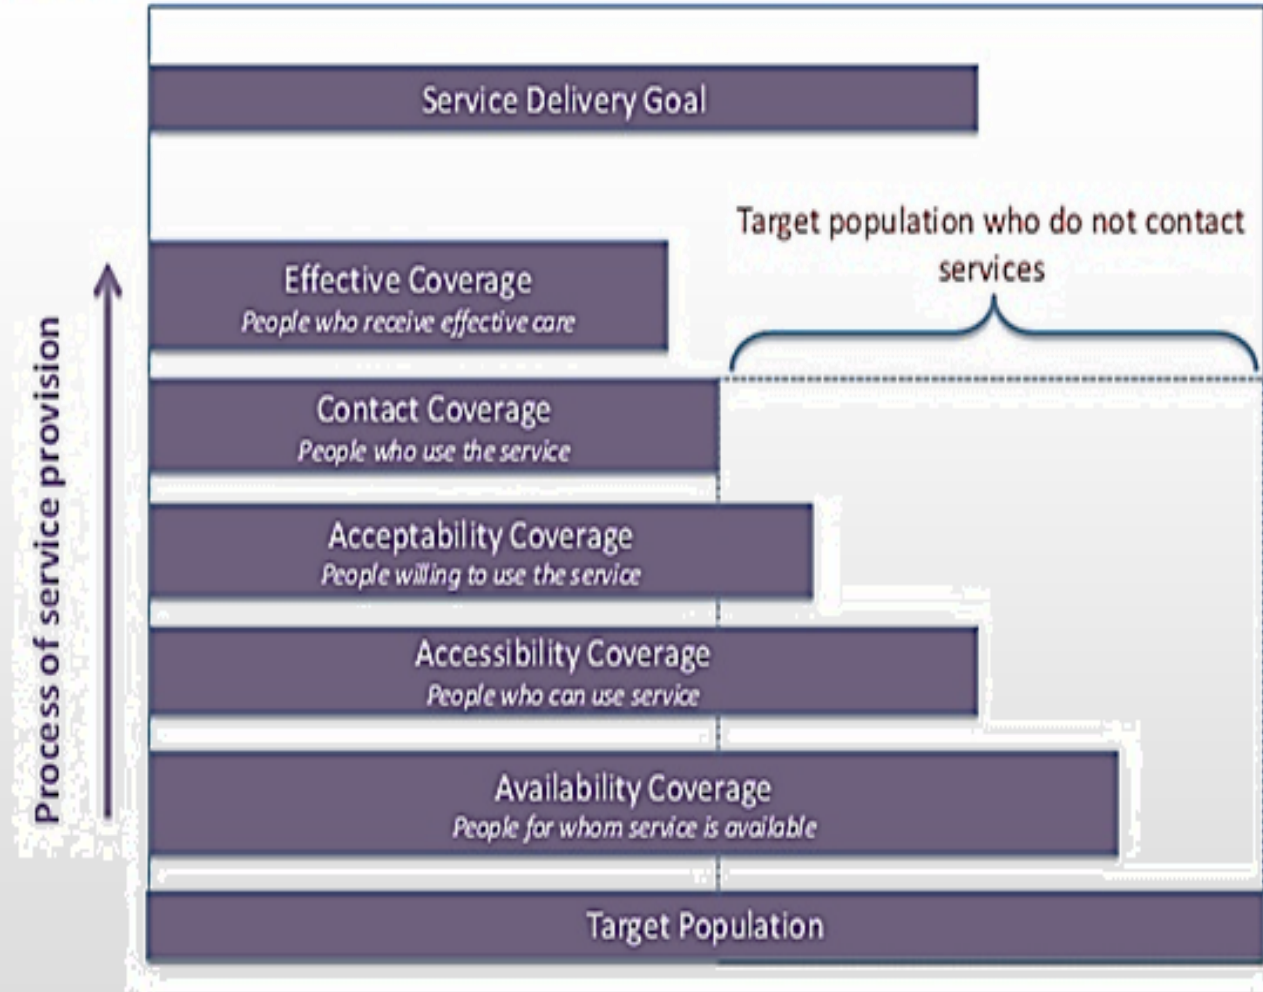 Service Delivery Goal
Target population who do not contact
services
Effective Coverage
People who receive effective care
Contact Coverage
People who use the service
Acceptability Coverage
People willing to use the service
Accessibility Coverage
People who can use service
Availability Coverage
People for whom service is available
Target Population
Process of service provision